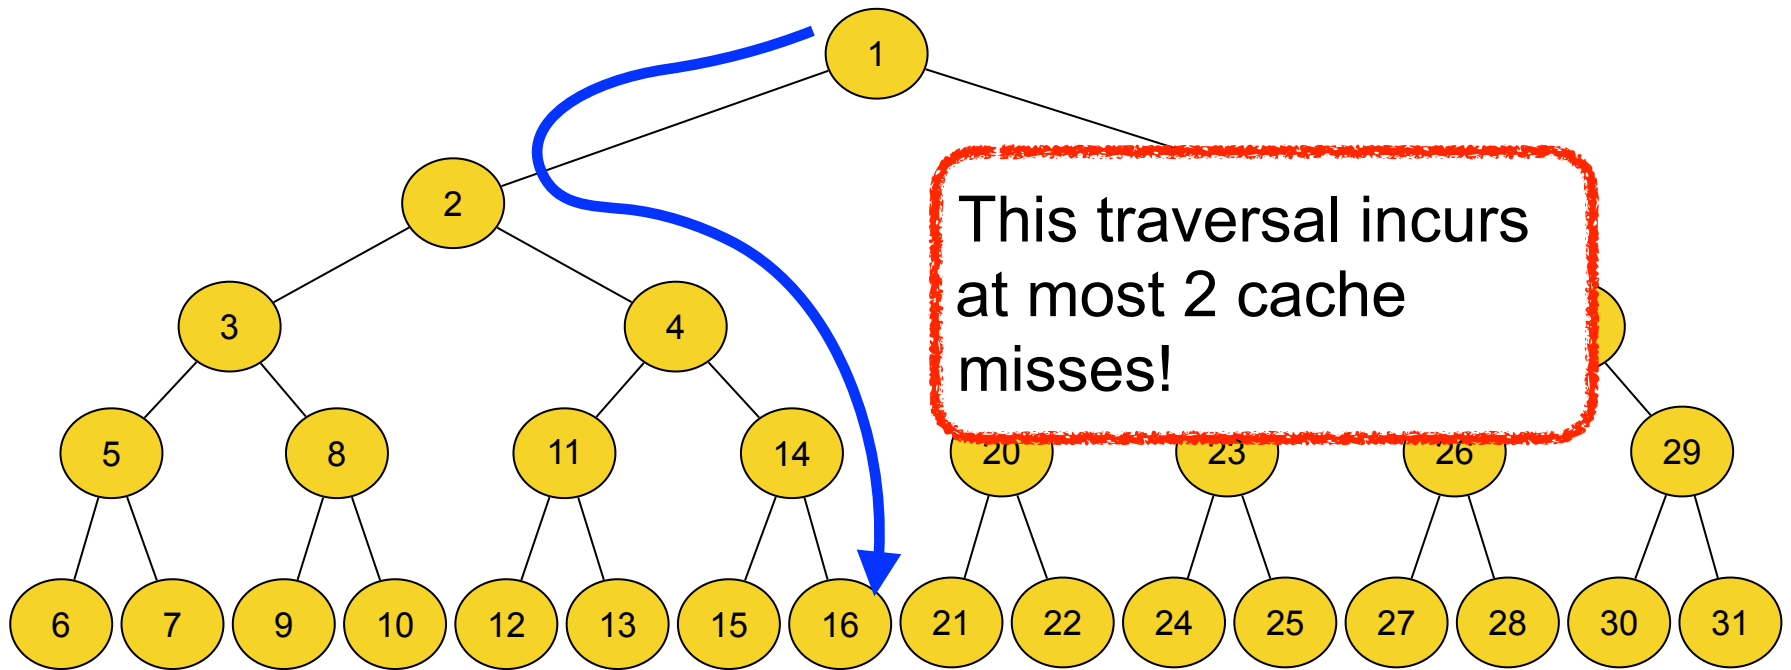 1
2
This traversal incurs
at most 2 cache
misses!
3 4
5 8 11 14 20 23 26 29
6 7 9 10 12 13 15 16 21 22 24 25 27 28 30 31